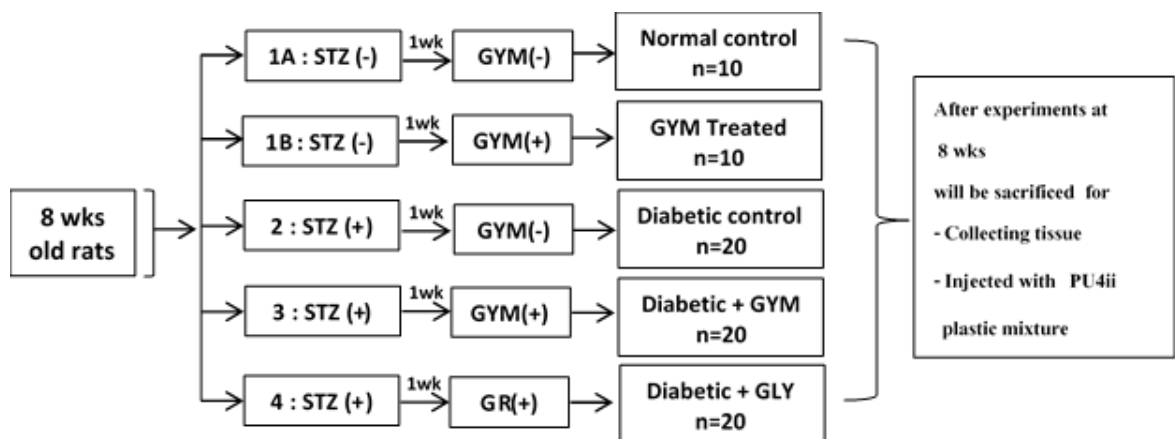 8 wks
old rats
1A : STZ (-)
1wk
GYM(-)
Normal control
n=10
1B : STZ (-)
1wk
GYM(+)
GYM Treated
n=10
2 : STZ (+)
1wk
GYM(-)
Diabetic control
n=20
3 : STZ (+)
1wk
GYM(+)
Diabetic + GYM
n=20
4 : STZ (+)
1wk
GR(+)
Diabetic + GLY
n=20
After experiments at
8 wks
will be sacrificed for
- Collecting tissue
- Injected with PU4ii
plastic mixture